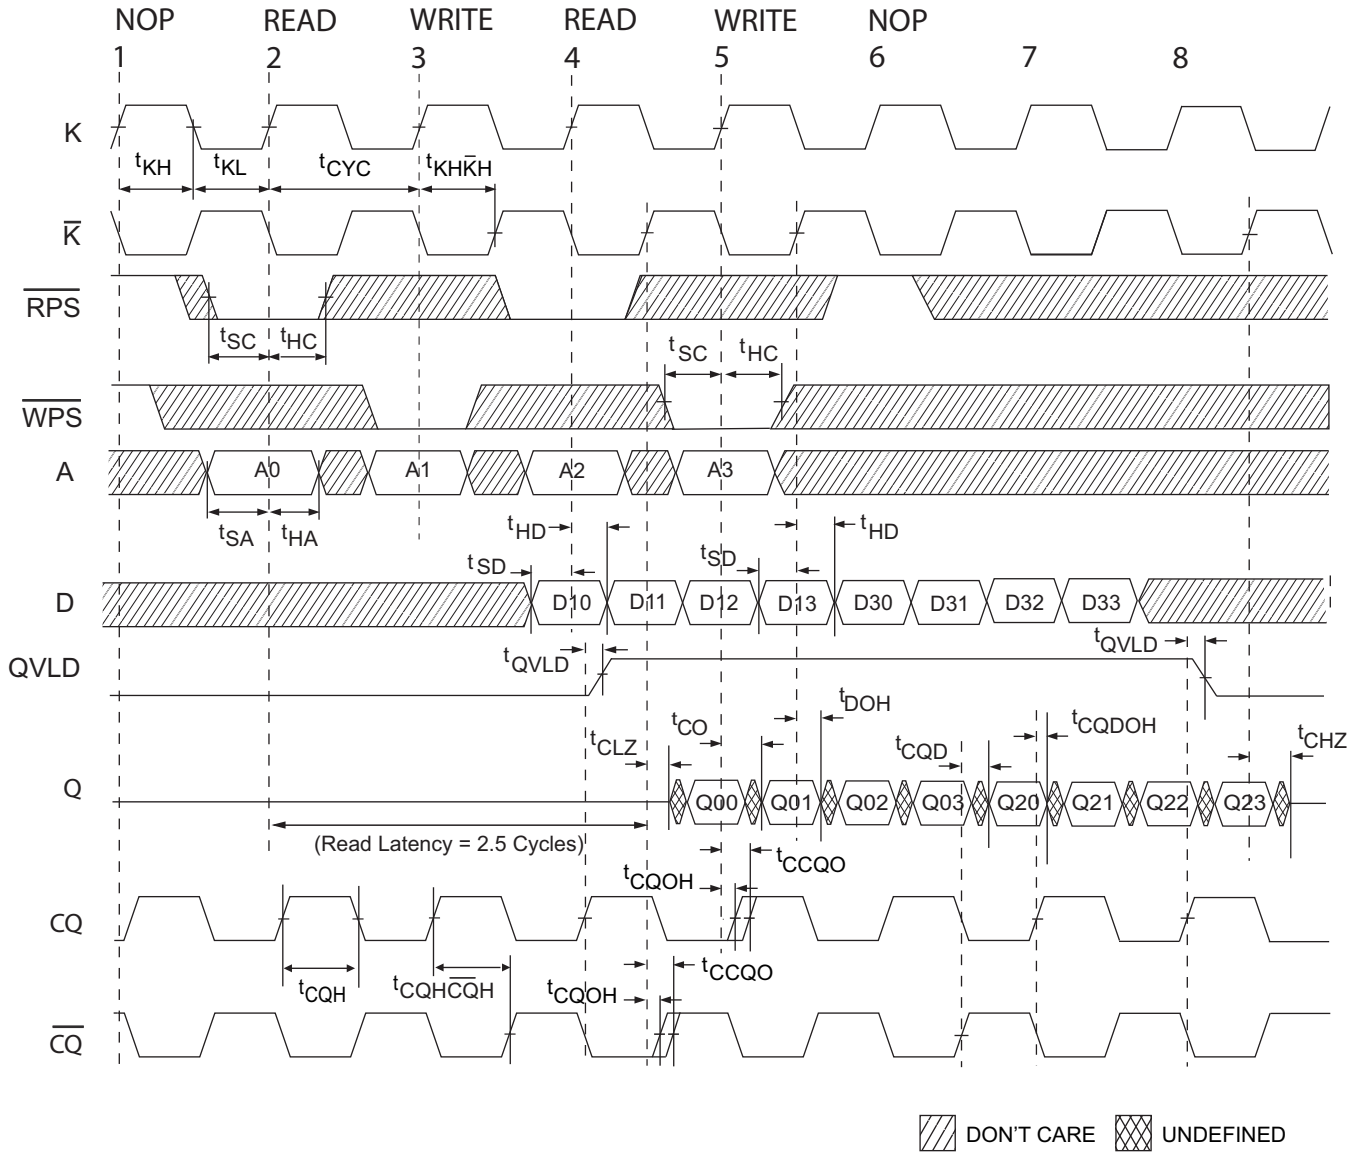 NOP READ WRITE READ WRITE NOP
1 2 3 4 5 6 7 8
K
tKH tKL tCYC tKHK̅H
K̅
R̅P̅S̅
tSC tHC
tSC tHC
W̅P̅S̅
A A0 A1 A2 A3
tSA tHA
tHD tHD
tSD tSD
D D10 D11 D12 D13 D30 D31 D32 D33
tQVLD tQVLD
QVLD
tCLZ tCO tDOH tCQD tCQDOH tCHZ
Q Q00 Q01 Q02 Q03 Q20 Q21 Q22 Q23
(Read Latency = 2.5 Cycles)
tCQOH tCCQO
CQ
tCQH tCQHC̅Q̅H tCQOH tCCQO
C̅Q̅
DON'T CARE UNDEFINED